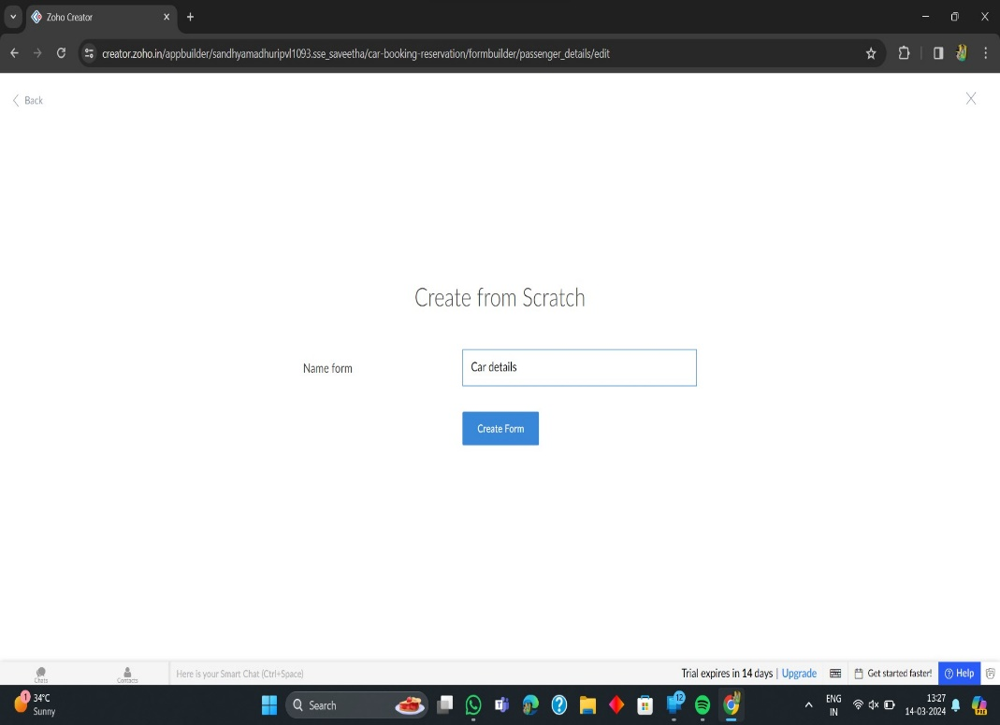 Zoho Creator
creator.zoho.in/appbuilder/sandhyamadhuripvl1093.sse_saveetha/car-booking-reservation/formbuilder/passenger_details/edit
Back
Create from Scratch
Name form
Car details
Create Form
Chats
Contacts
Here is your Smart Chat (Ctrl+Space)
Trial expires in 14 days | Upgrade
Get started faster!
Help
1
34°C
Sunny
Search
12
ENG
IN
13:27
14-03-2024